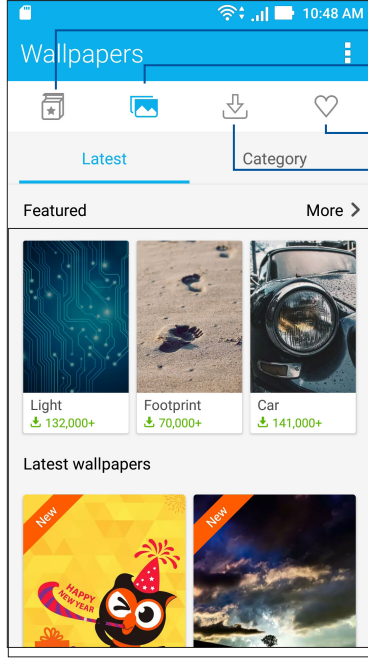 10:48 AM
Wallpapers
Latest
Category
Featured
More >
Light
Footprint
Car
132,000+
70,000+
141,000+
Latest wallpapers
New
New
HAPPY
NEW YEAR